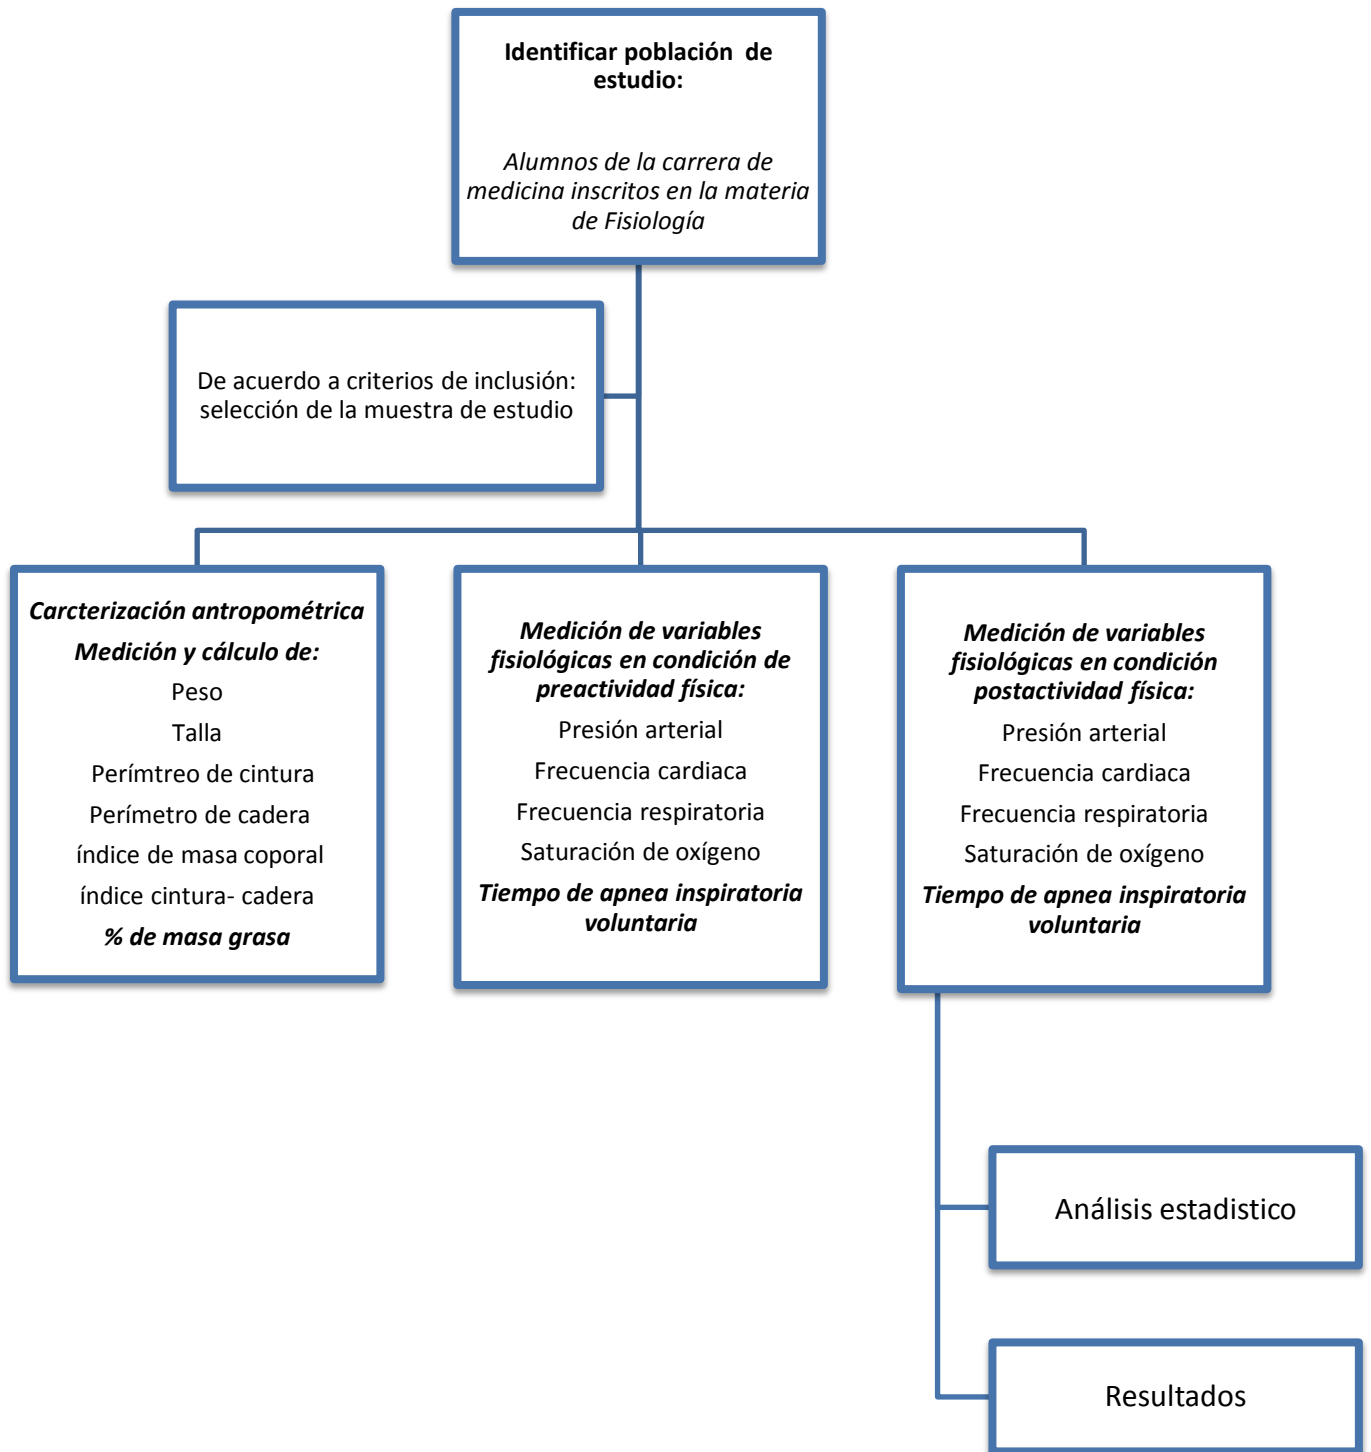 Identificar población  de
estudio:
Alumnos de la carrera de
medicina inscritos en la materia
de Fisiología
De acuerdo a criterios de inclusión:
selección de la muestra de estudio
Carcterización antropométrica
Medición y cálculo de:
Peso
Talla
Perímtreo de cintura
Perímetro de cadera
índice de masa coporal
índice cintura- cadera
% de masa grasa
Medición de variables
fisiológicas en condición de
preactividad física:
Presión arterial
Frecuencia cardiaca
Frecuencia respiratoria
Saturación de oxígeno
Tiempo de apnea inspiratoria
voluntaria
Medición de variables
fisiológicas en condición
postactividad física:
Presión arterial
Frecuencia cardiaca
Frecuencia respiratoria
Saturación de oxígeno
Tiempo de apnea inspiratoria
voluntaria
Análisis estadistico
Resultados